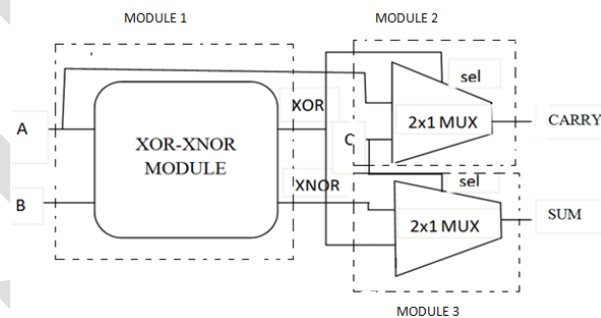 MODULE 1
MODULE 2
sel
XOR
2x1 MUX
CARRY
A
XOR-XNOR
MODULE
C
XNOR
sel
B
2x1 MUX
SUM
MODULE 3